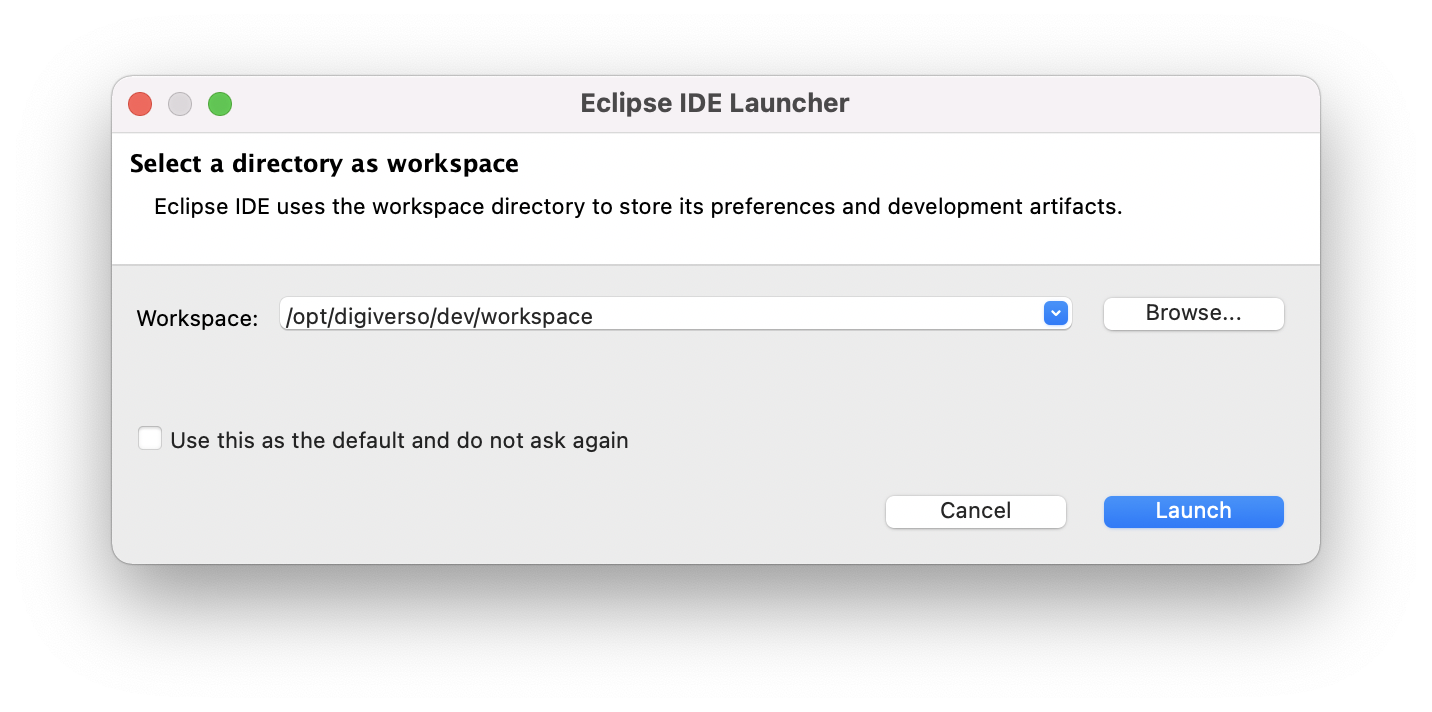 Eclipse IDE Launcher
Select a directory as workspace
Eclipse IDE uses the workspace directory to store its preferences and development artifacts.
Workspace: /opt/digiverso/dev/workspace Browse...
Use this as the default and do not ask again
Cancel Launch